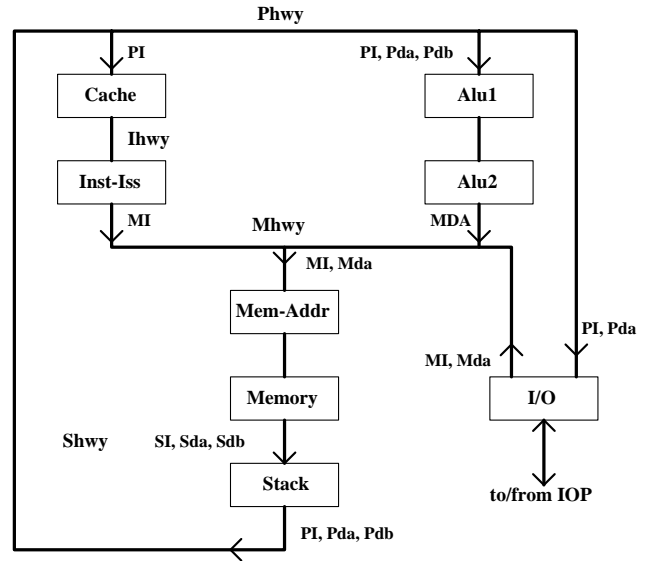 Phwy
PI
PI, Pda, Pdb
Cache
Alu1
Ihwy
Inst-Iss
Alu2
MI
Mhwy
MDA
MI, Mda
Mem-Addr
PI, Pda
MI, Mda
Memory
I/O
Shwy
SI, Sda, Sdb
Stack
to/from IOP
PI, Pda, Pdb